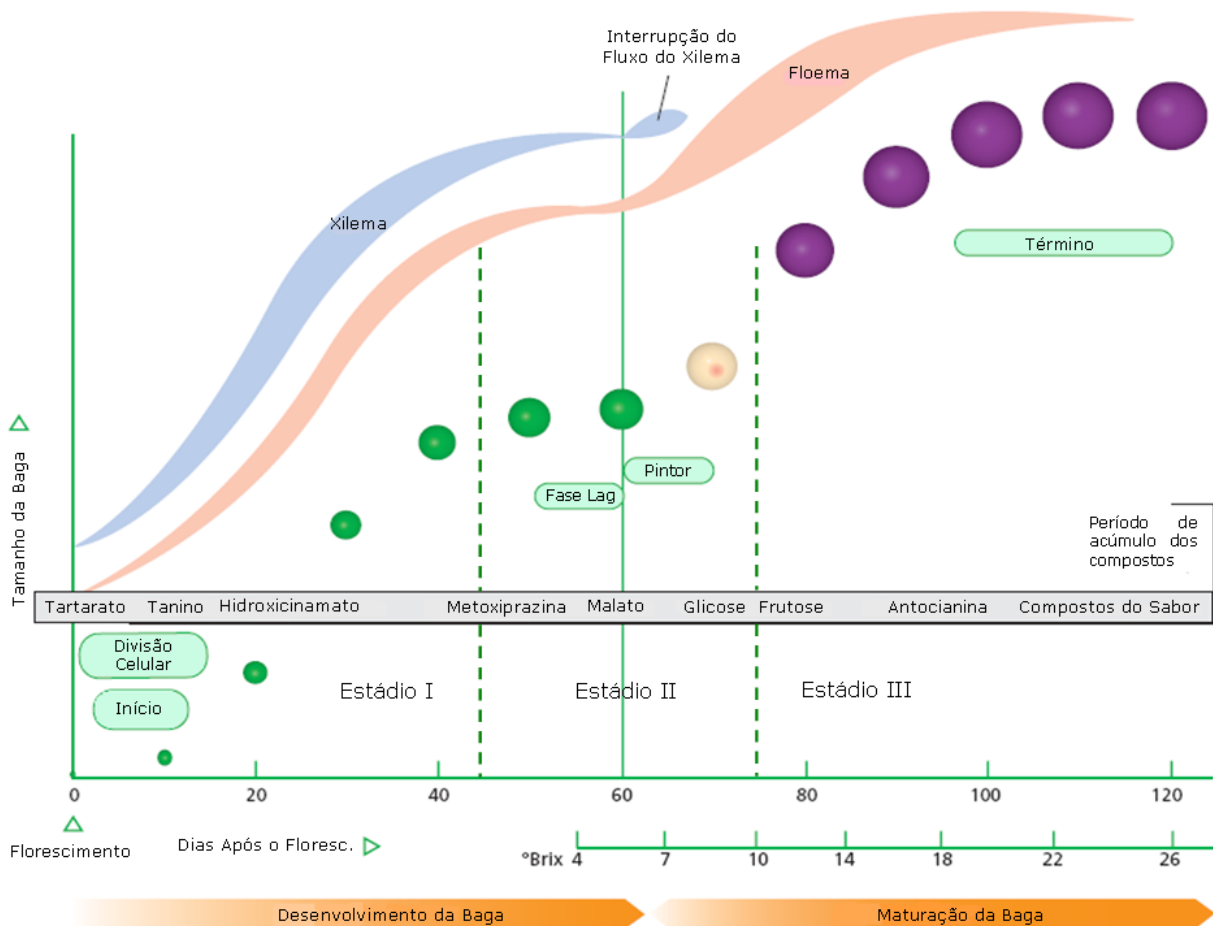 Interrupção do
Fluxo do Xilema
Floema
Xilema
Término
Pintor
Fase Lag
Tamanho da Baga
Período de
acúmulo dos
compostos
Tartarato Tanino Hidroxicinamato Metoxiprazina Malato Glicose Frutose Antocianina Compostos do Sabor
Divisão
Celular
Início
Estádio I Estádio II Estádio III
0 20 40 60 80 100 120
Florescimento
Dias Após o Floresc.
°Brix 4 7 10 14 18 22 26
Desenvolvimento da Baga Maturação da Baga